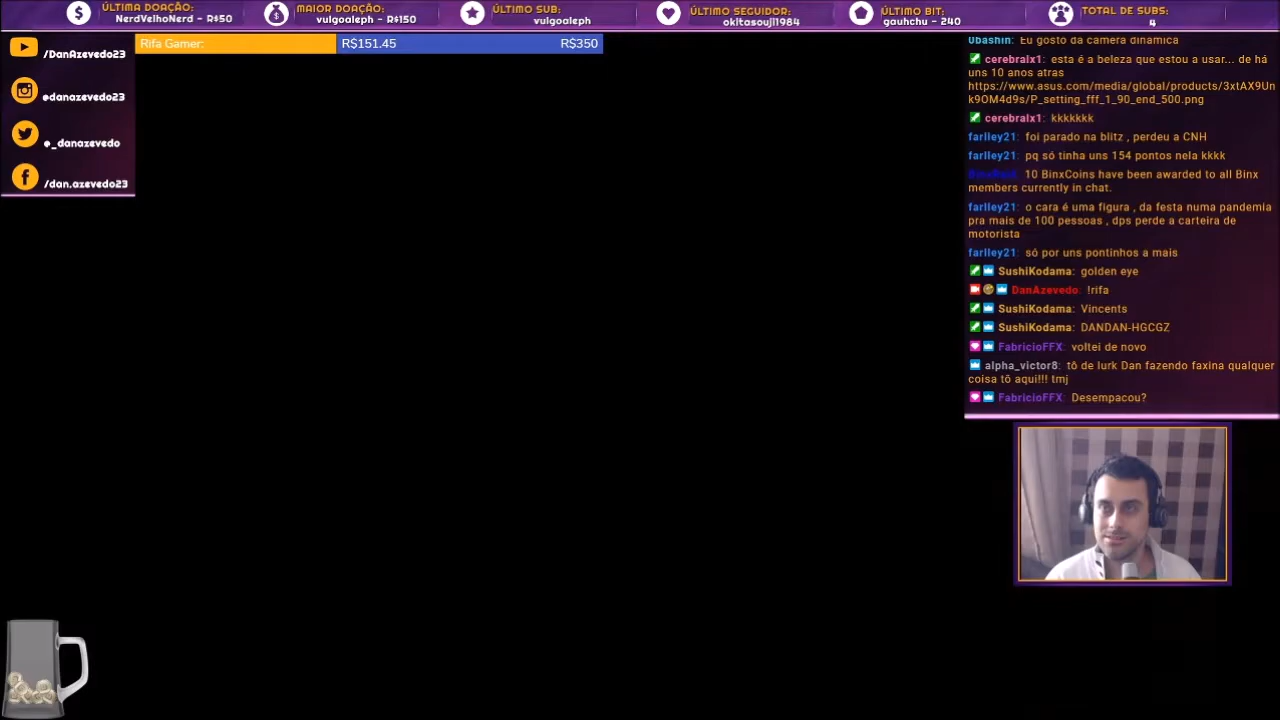 ÚLTIMA DOAÇÃO:
NerdVelhoNerd - R$50
MAIOR DOAÇÃO:
vulgoaleph - R$150
ÚLTIMO SUB:
vulgoaleph
ÚLTIMO SEGUIDOR:
okitasouji1984
ÚLTIMO BIT:
gauhchu - 240
TOTAL DE SUBS:
4
/DanAzevedo23
@danazevedo23
@_danazevedo
/dan.azevedo23
Rifa Gamer:
R$151.45
R$350
Ubashin: Eu gosto da camera dinamica
cerebralx1: esta é a beleza que estou a usar... de há
uns 10 anos atras
https://www.asus.com/media/global/products/3xtAX9Un
k9OM4d9s/P_setting_fff_1_90_end_500.png
cerebralx1: kkkkkkk
farlley21: foi parado na blitz , perdeu a CNH
farlley21: pq só tinha uns 154 pontos nela kkkk
10 BinxCoins have been awarded to all Binx
members currently in chat.
farlley21: o cara é uma figura , da festa numa pandemia
pra mais de 100 pessoas , dps perde a carteira de
motorista
farlley21: só por uns pontinhos a mais
SushiKodama: golden eye
DanAzevedo: !rifa
SushiKodama: Vincents
SushiKodama: DANDAN-HGCGZ
FabricioFFX: voltei de novo
alpha_victor8: tô de lurk Dan fazendo faxina qualquer
coisa tô aqui!!! tmj
FabricioFFX: Desempacou?